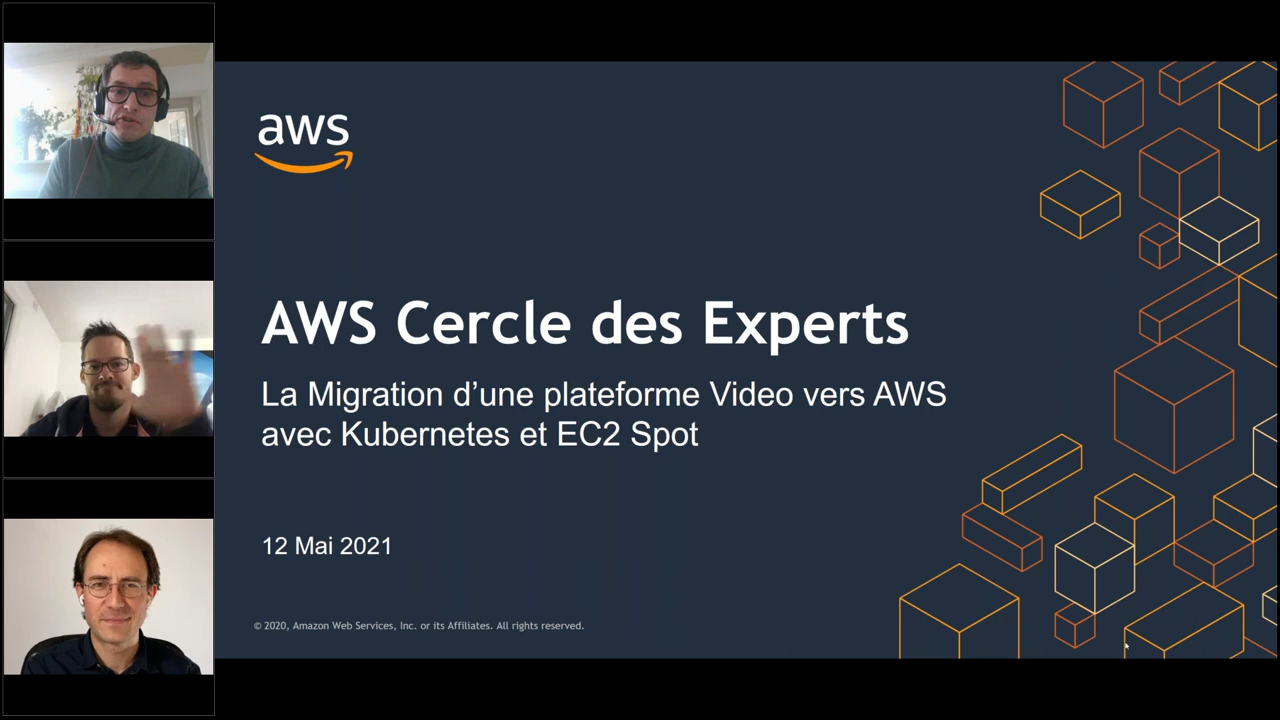 aws
AWS Cercle des Experts
La Migration d’une plateforme Video vers AWS
avec Kubernetes et EC2 Spot
12 Mai 2021
© 2020, Amazon Web Services, Inc. or its Affiliates. All rights reserved.